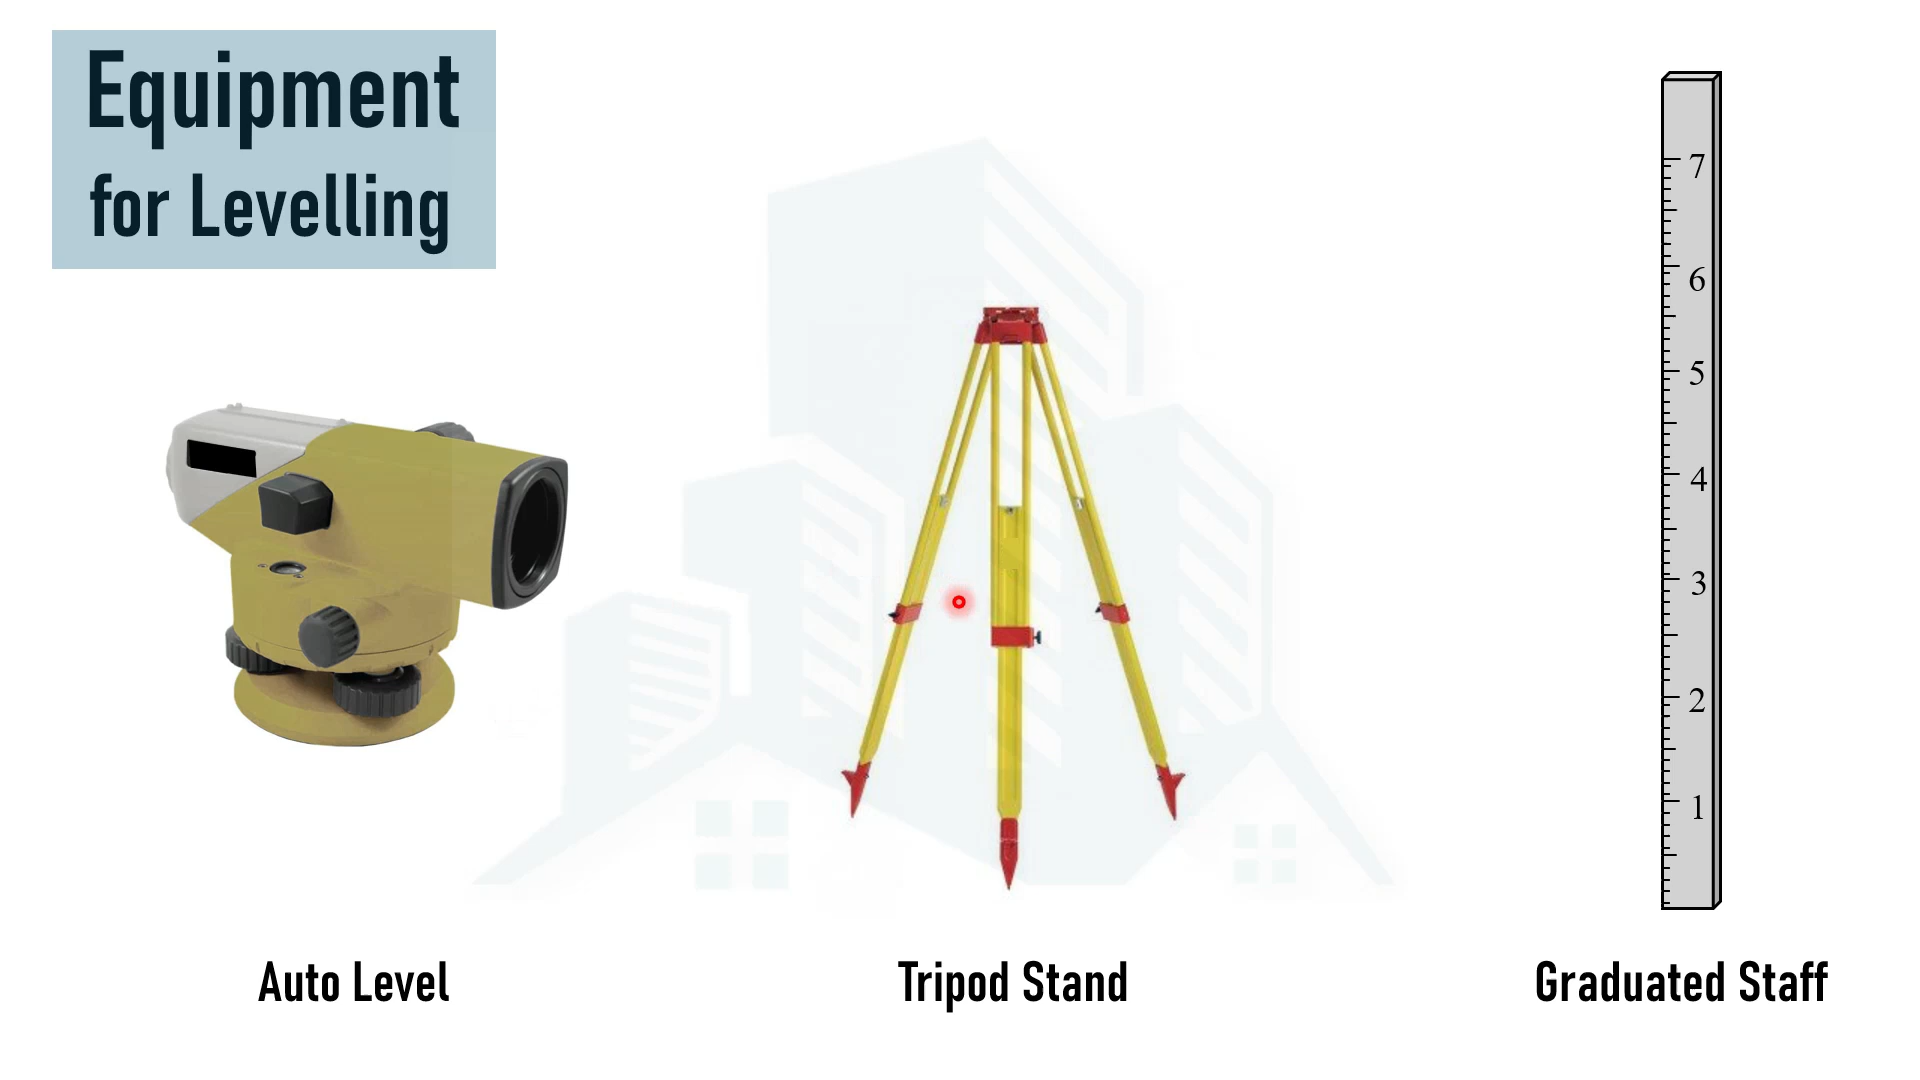 Equipment
for Levelling
7
6
5
4
3
2
1
Auto Level
Tripod Stand
Graduated Staff